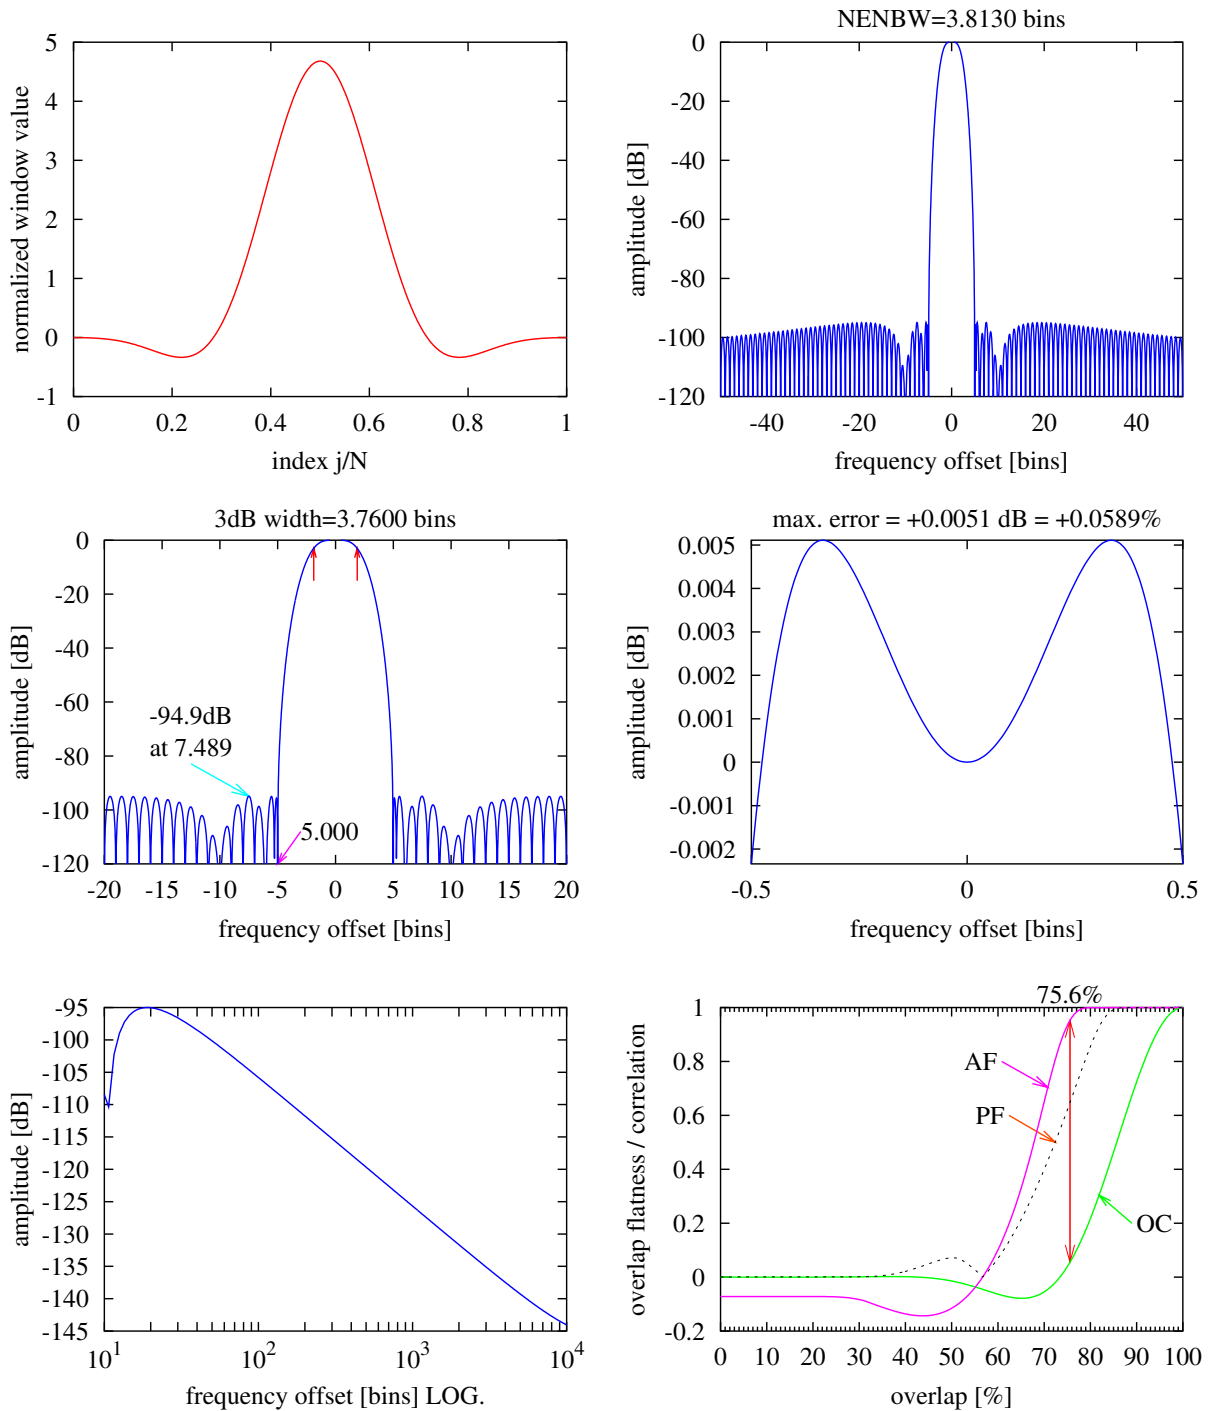 normalized window value
5
4
3
2
1
0
-1
0 0.2 0.4 0.6 0.8 1
index j/N
NENBW=3.8130 bins
amplitude [dB]
0
-20
-40
-60
-80
-100
-120
-40 -20 0 20 40
frequency offset [bins]
3dB width=3.7600 bins
amplitude [dB]
0
-20
-40
-60
-80
-100
-120
-94.9dB
at 7.489
5.000
-20 -15 -10 -5 0 5 10 15 20
frequency offset [bins]
max. error = +0.0051 dB = +0.0589%
amplitude [dB]
0.005
0.004
0.003
0.002
0.001
0
-0.001
-0.002
-0.5 0 0.5
frequency offset [bins]
amplitude [dB]
-95
-100
-105
-110
-115
-120
-125
-130
-135
-140
-145
10^1 10^2 10^3 10^4
frequency offset [bins] LOG.
75.6%
overlap flatness / correlation
1
0.8
0.6
0.4
0.2
0
-0.2
AF
PF
OC
0 10 20 30 40 50 60 70 80 90 100
overlap [%]